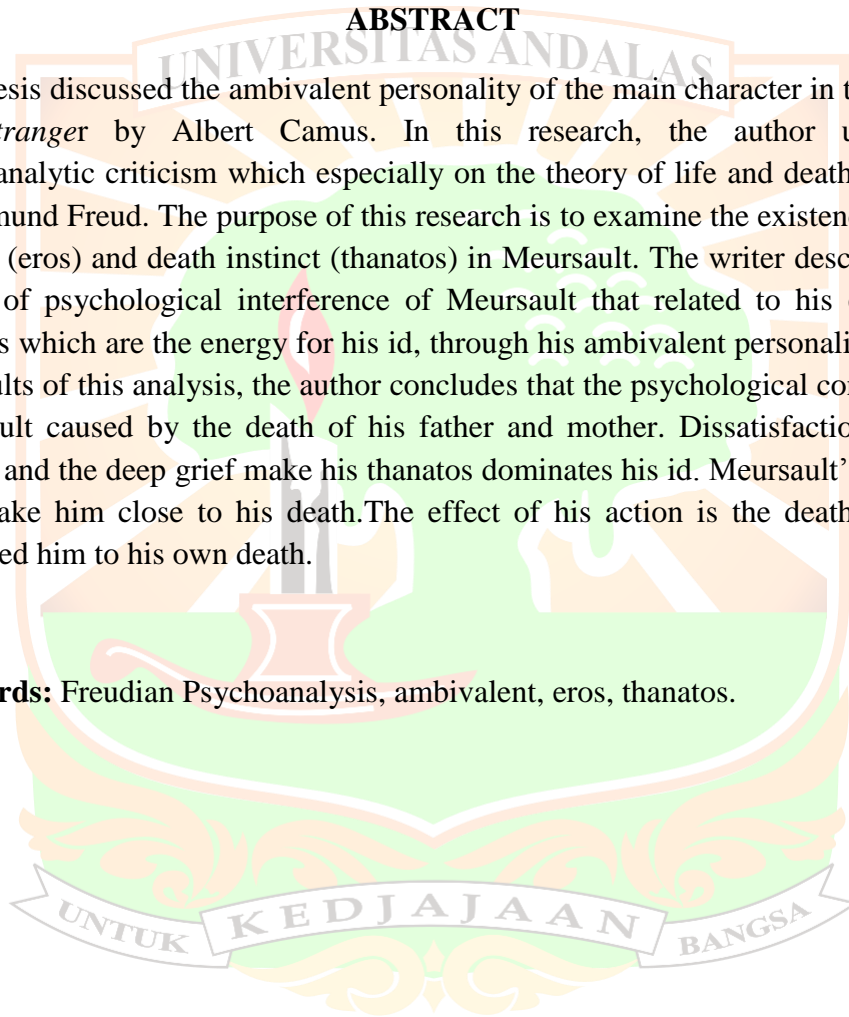 ABSTRACT
UNIVERSITAS ANDALAS
esis discussed the ambivalent personality of the main character in t
tranger by Albert Camus. In this research, the author u
analytic criticism which especially on the theory of life and death
mund Freud. The purpose of this research is to examine the existen
(eros) and death instinct (thanatos) in Meursault. The writer desc
of psychological interference of Meursault that related to his
s which are the energy for his id, through his ambivalent personali
ults of this analysis, the author concludes that the psychological co
ult caused by the death of his father and mother. Dissatisfactio
and the deep grief make his thanatos dominates his id. Meursault’
ake him close to his death.The effect of his action is the death
ed him to his own death.
rds: Freudian Psychoanalysis, ambivalent, eros, thanatos.
UNTUK KEDJAJAAN BANGSA